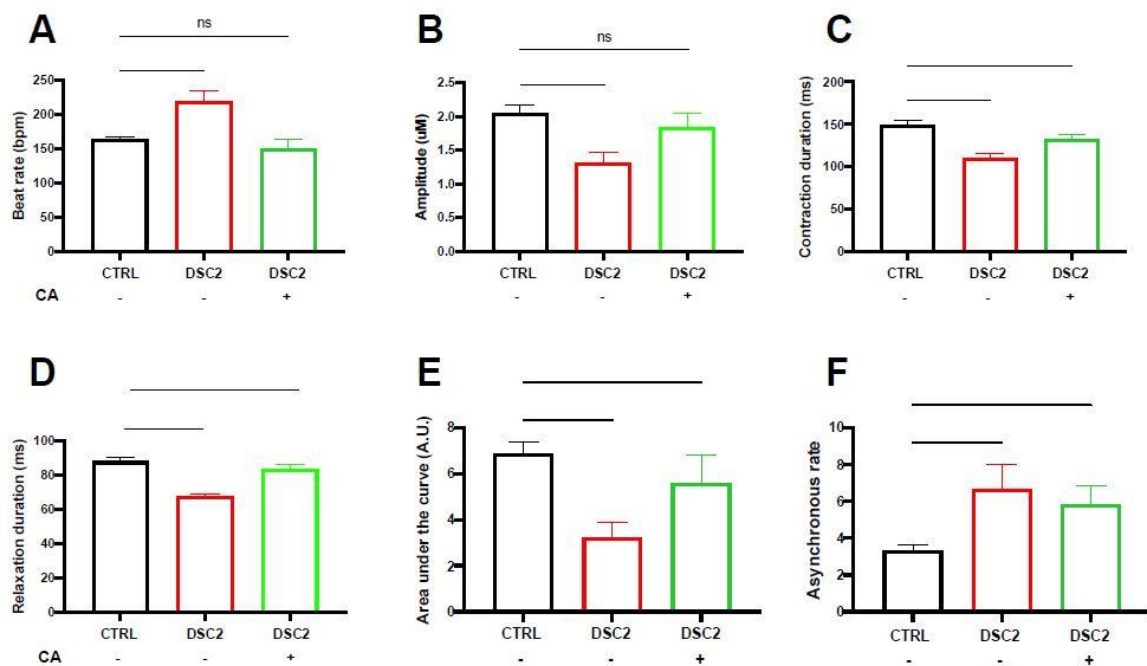 A
ns
Beat rate (bpm)
250
200
150
100
50
0
CTRL DSC2 DSC2
CA - - +
B
ns
Amplitude (uM)
2.5
2.0
1.5
1.0
0.5
0.0
CTRL DSC2 DSC2
- - +
C
Contraction duration (ms)
200
150
100
50
0
CTRL DSC2 DSC2
- - +
D
Relaxation duration (ms)
100
80
60
40
20
0
CTRL DSC2 DSC2
CA - - +
E
Area under the curve (A.U.)
8
6
4
2
0
CTRL DSC2 DSC2
- - +
F
Asynchronous rate
10
8
6
4
2
0
CTRL DSC2 DSC2
- - +